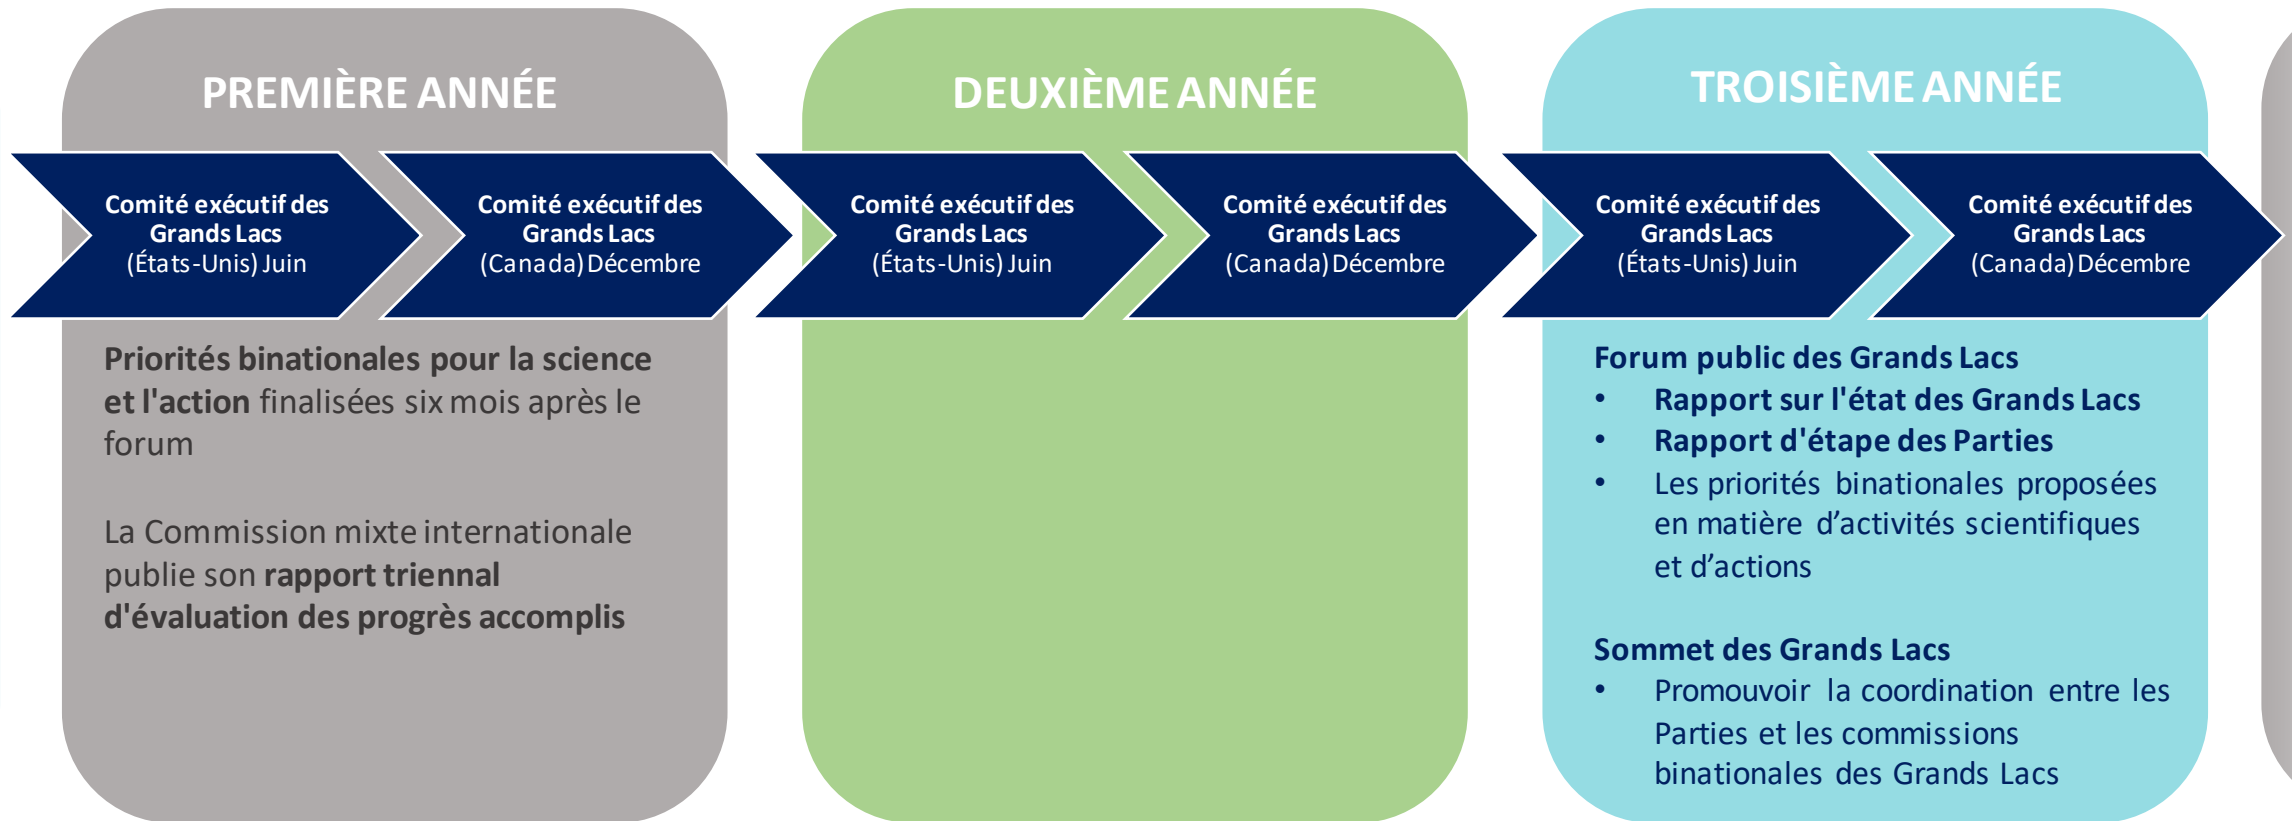 PREMIÈRE ANNÉE
Comité exécutif des
Grands Lacs
(États-Unis) Juin
Comité exécutif des
Grands Lacs
(Canada) Décembre
Priorités binationales pour la science
et l'action finalisées six mois après le
forum
La Commission mixte internationale
publie son rapport triennal
d'évaluation des progrès accomplis
DEUXIÈME ANNÉE
Comité exécutif des
Grands Lacs
(États-Unis) Juin
Comité exécutif des
Grands Lacs
(Canada) Décembre
TROISIÈME ANNÉE
Comité exécutif des
Grands Lacs
(États-Unis) Juin
Comité exécutif des
Grands Lacs
(Canada) Décembre
Forum public des Grands Lacs
• Rapport sur l'état des Grands Lacs
• Rapport d'étape des Parties
• Les priorités binationales proposées
en matière d’activités scientifiques
et d’actions
Sommet des Grands Lacs
• Promouvoir la coordination entre les
Parties et les commissions
binationales des Grands Lacs